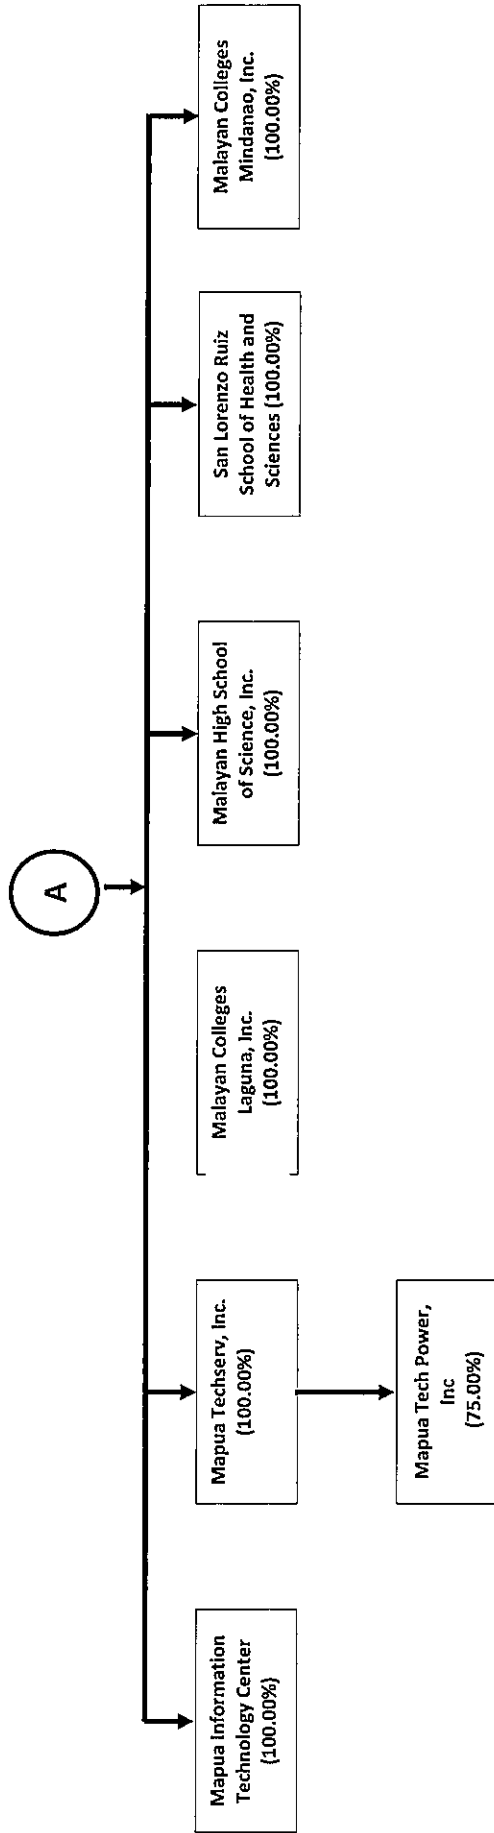 A
Mapua Information
Technology Center
(100.00%)
Mapua Techserv, Inc.
(100.00%)
Malayan Colleges
Laguna, Inc.
(100.00%)
Malayan High School
of Science, Inc.
(100.00%)
San Lorenzo Ruiz
School of Health and
Sciences (100.00%)
Malayan Colleges
Mindanao, Inc.
(100.00%)
Mapua Tech Power,
Inc
(75.00%)